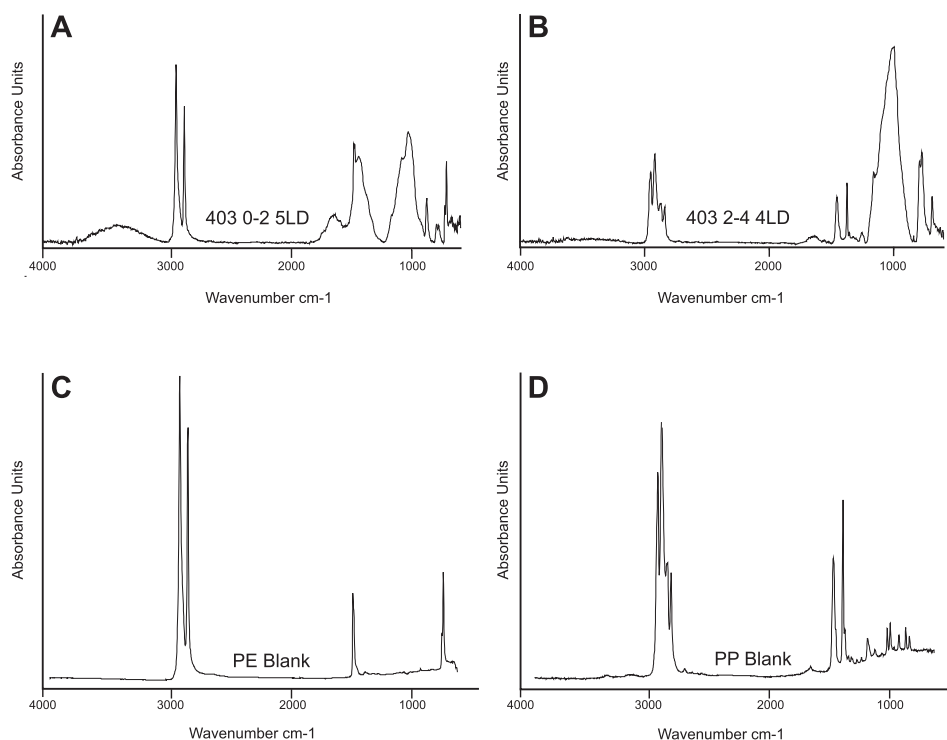 A
Absorbance Units
403 0-2 5LD
4000 3000 2000 1000
Wavenumber cm-1
B
Absorbance Units
403 2-4 4LD
4000 3000 2000 1000
Wavenumber cm-1
C
Absorbance Units
PE Blank
4000 3000 2000 1000
Wavenumber cm-1
D
Absorbance Units
PP Blank
4000 3000 2000 1000
Wavenumber cm-1